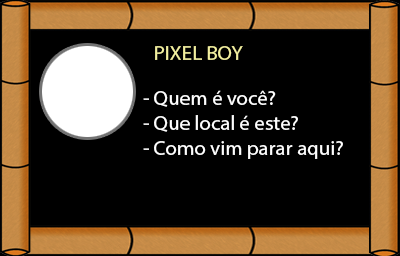 PIXEL BOY
- Quem é você?
- Que local é este?
- Como vim parar aqui?